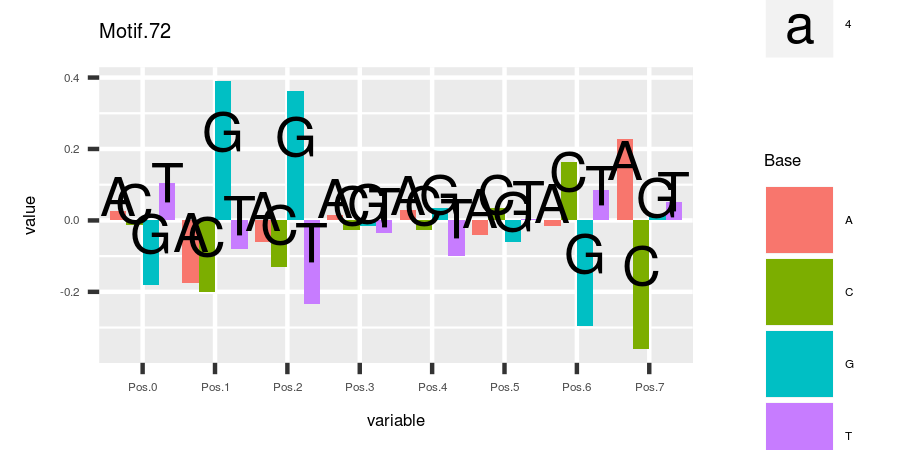 Motif.72
a 4
value
0.4
0.2
0.0
-0.2
A C G T A C G T A C G T A C G T A C G T A C G T A C G T A C G T
Pos.0 Pos.1 Pos.2 Pos.3 Pos.4 Pos.5 Pos.6 Pos.7
variable
Base
A
C
G
T